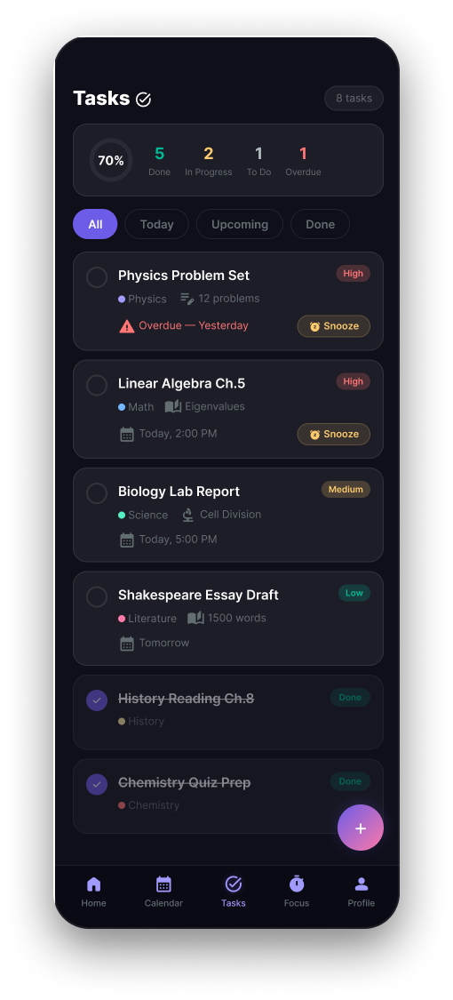 Tasks
8 tasks
70%
5 2 1 1
Done In Progress To Do Overdue
All Today Upcoming Done
Physics Problem Set High
Physics 12 problems
Overdue — Yesterday Snooze
Linear Algebra Ch.5 High
Math Eigenvalues
Today, 2:00 PM Snooze
Biology Lab Report Medium
Science Cell Division
Today, 5:00 PM
Shakespeare Essay Draft Low
Literature 1500 words
Tomorrow
History Reading Ch.8 Done
History
Chemistry Quiz Prep Done
Chemistry
+
Home Calendar Tasks Focus Profile